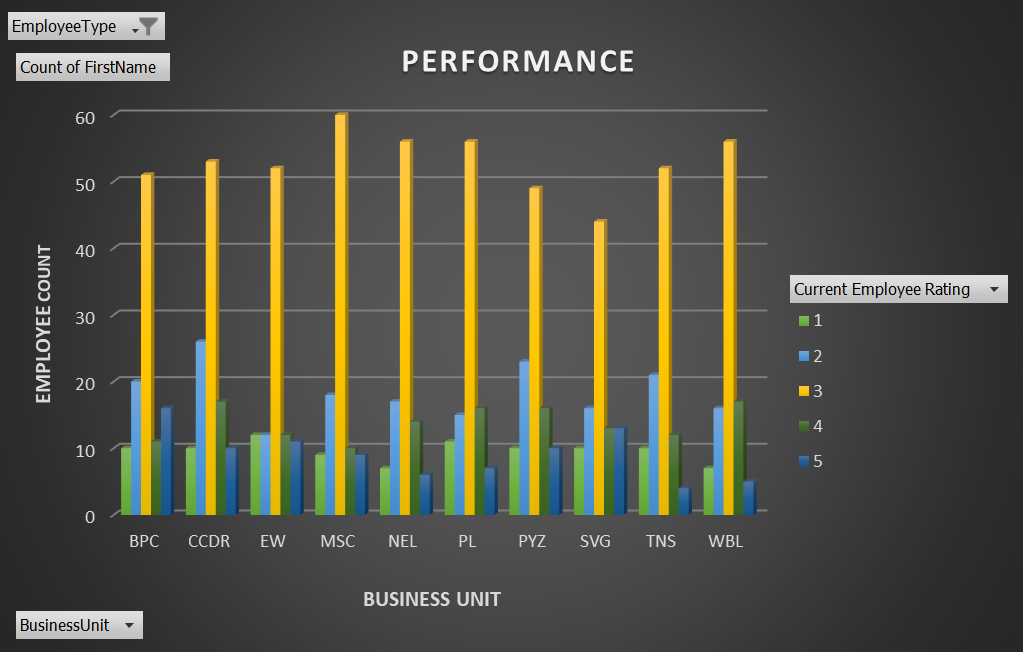 EmployeeType
Count of FirstName
PERFORMANCE
60
50
40
30
20
10
0
EMPLOYEE COUNT
BPC CCDR EW MSC NEL PL PYZ SVG TNS WBL
BUSINESS UNIT
Current Employee Rating
1
2
3
4
5
BusinessUnit